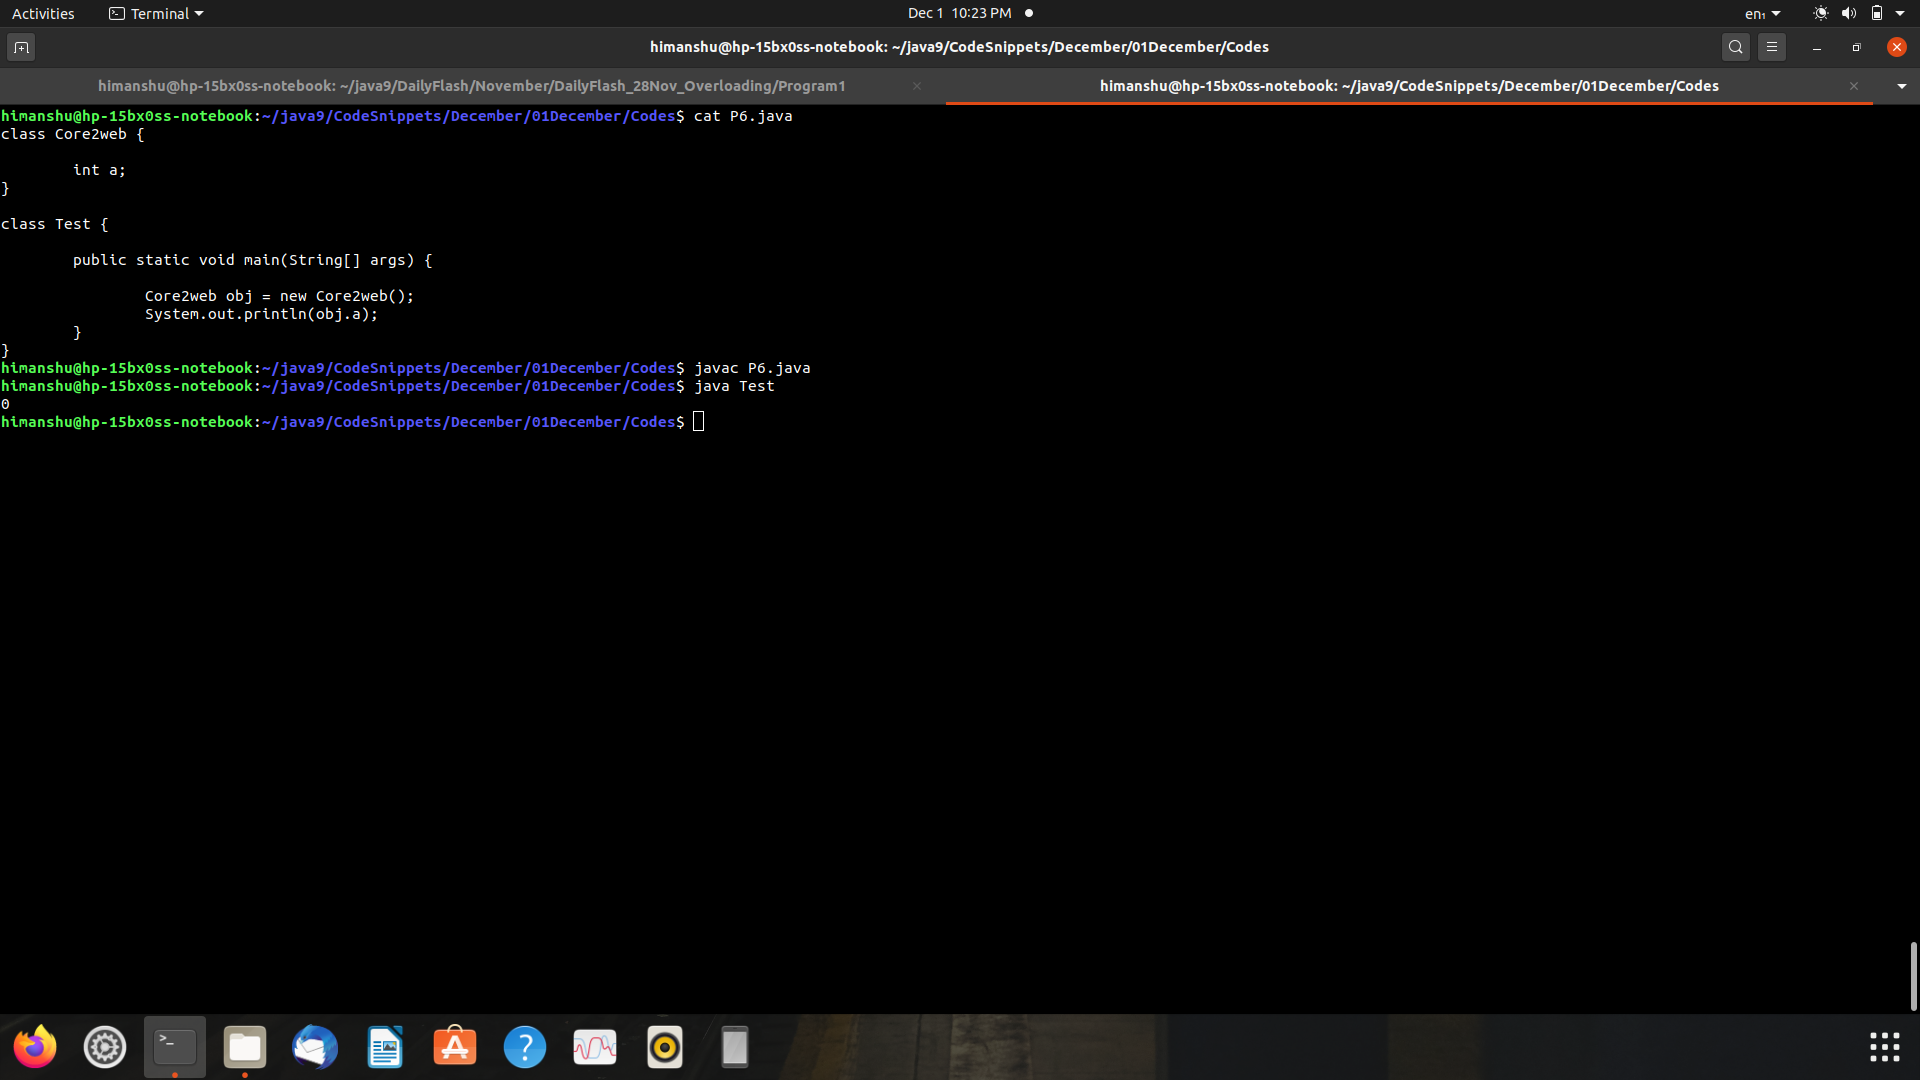 Activities Terminal Dec 1 10:23 PM en₁
himanshu@hp-15bx0ss-notebook: ~/java9/CodeSnippets/December/01December/Codes
himanshu@hp-15bx0ss-notebook: ~/java9/DailyFlash/November/DailyFlash_28Nov_Overloading/Program1 himanshu@hp-15bx0ss-notebook: ~/java9/CodeSnippets/December/01December/Codes
himanshu@hp-15bx0ss-notebook:~/java9/CodeSnippets/December/01December/Codes$ cat P6.java
class Core2web {
int a;
}
class Test {
public static void main(String[] args) {
Core2web obj = new Core2web();
System.out.println(obj.a);
}
}
himanshu@hp-15bx0ss-notebook:~/java9/CodeSnippets/December/01December/Codes$ javac P6.java
himanshu@hp-15bx0ss-notebook:~/java9/CodeSnippets/December/01December/Codes$ java Test
0
himanshu@hp-15bx0ss-notebook:~/java9/CodeSnippets/December/01December/Codes$